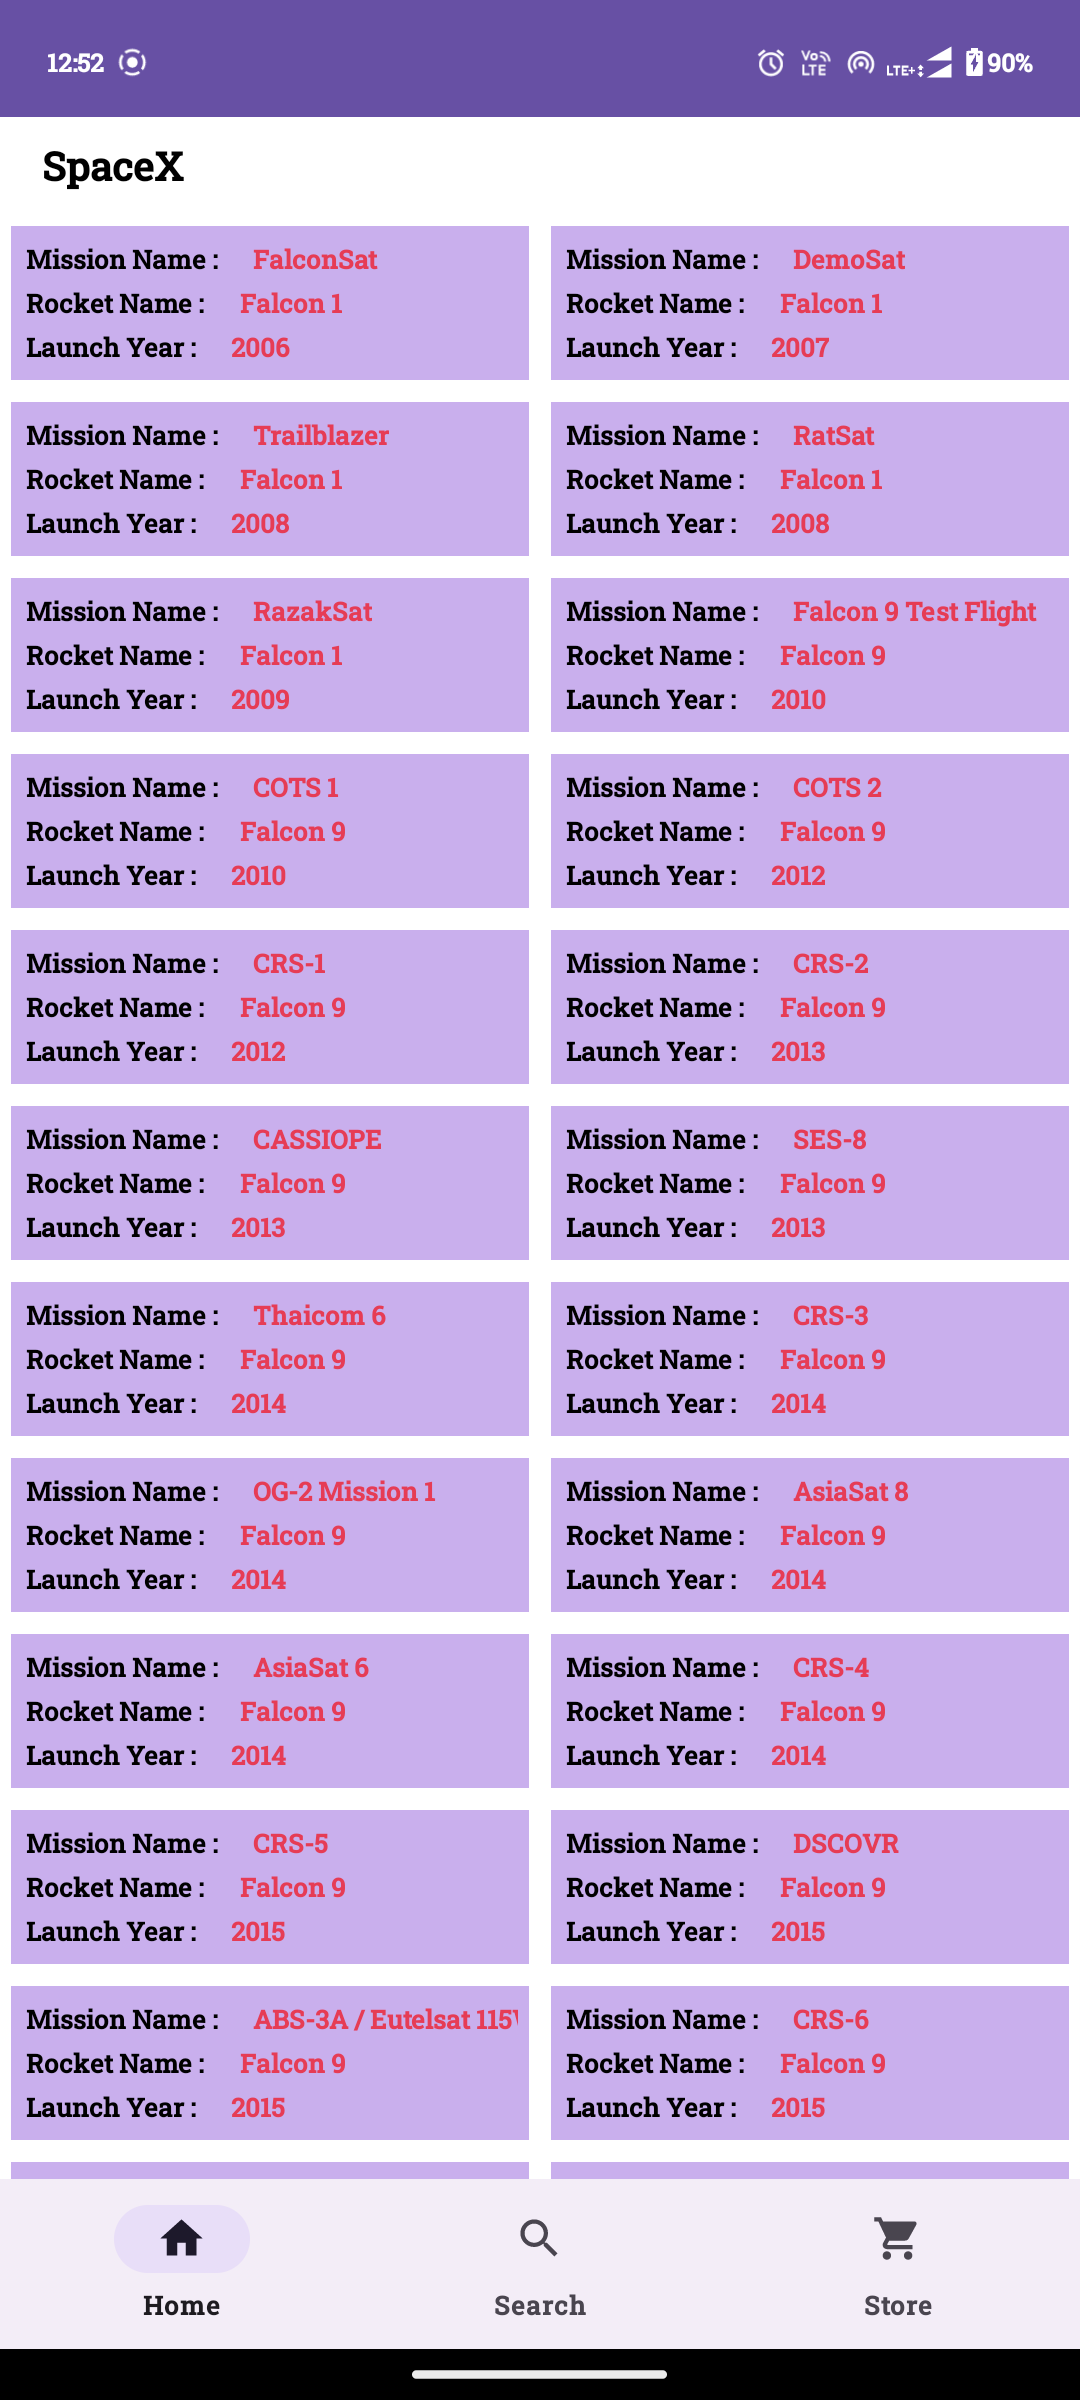 12:52
Vo LTE
LTE+
90%
SpaceX
Mission Name : FalconSat
Rocket Name : Falcon 1
Launch Year : 2006
Mission Name : DemoSat
Rocket Name : Falcon 1
Launch Year : 2007
Mission Name : Trailblazer
Rocket Name : Falcon 1
Launch Year : 2008
Mission Name : RatSat
Rocket Name : Falcon 1
Launch Year : 2008
Mission Name : RazakSat
Rocket Name : Falcon 1
Launch Year : 2009
Mission Name : Falcon 9 Test Flight
Rocket Name : Falcon 9
Launch Year : 2010
Mission Name : COTS 1
Rocket Name : Falcon 9
Launch Year : 2010
Mission Name : COTS 2
Rocket Name : Falcon 9
Launch Year : 2012
Mission Name : CRS-1
Rocket Name : Falcon 9
Launch Year : 2012
Mission Name : CRS-2
Rocket Name : Falcon 9
Launch Year : 2013
Mission Name : CASSIOPE
Rocket Name : Falcon 9
Launch Year : 2013
Mission Name : SES-8
Rocket Name : Falcon 9
Launch Year : 2013
Mission Name : Thaicom 6
Rocket Name : Falcon 9
Launch Year : 2014
Mission Name : CRS-3
Rocket Name : Falcon 9
Launch Year : 2014
Mission Name : OG-2 Mission 1
Rocket Name : Falcon 9
Launch Year : 2014
Mission Name : AsiaSat 8
Rocket Name : Falcon 9
Launch Year : 2014
Mission Name : AsiaSat 6
Rocket Name : Falcon 9
Launch Year : 2014
Mission Name : CRS-4
Rocket Name : Falcon 9
Launch Year : 2014
Mission Name : CRS-5
Rocket Name : Falcon 9
Launch Year : 2015
Mission Name : DSCOVR
Rocket Name : Falcon 9
Launch Year : 2015
Mission Name : ABS-3A / Eutelsat 115
Rocket Name : Falcon 9
Launch Year : 2015
Mission Name : CRS-6
Rocket Name : Falcon 9
Launch Year : 2015
Home
Search
Store